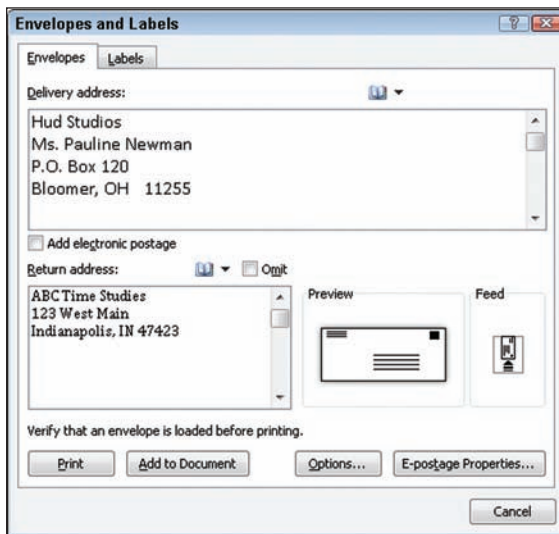 Envelopes and Labels
Envelopes Labels
Delivery address:
Hud Studios
Ms. Pauline Newman
P.O. Box 120
Bloomer, OH 11255
Add electronic postage
Return address: Omit
ABC Time Studies
123 West Main
Indianapolis, IN 47423
Preview
Feed
Verify that an envelope is loaded before printing.
Print Add to Document Options... E-postage Properties...
Cancel